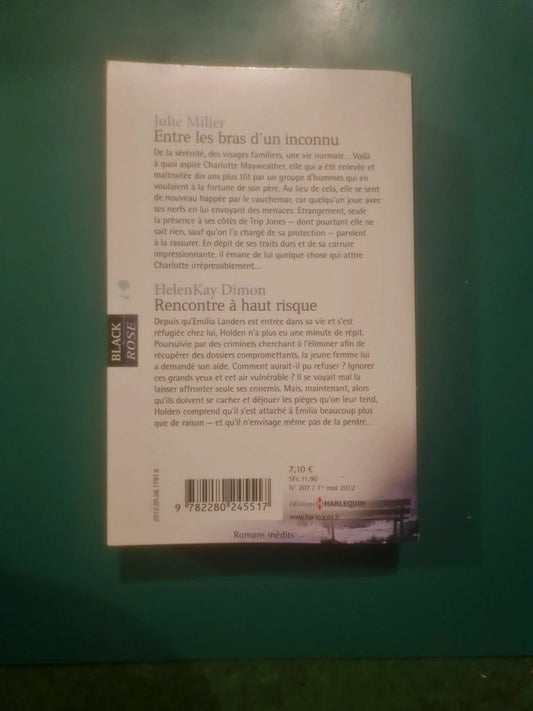 Julie Miller
Entre les bras d'un inconnu
De la sérénité, des visages familiers, une vie normale... Voilà
à quoi aspire Charlotte Mayweather, elle qui a été enlevée et
maltraitée dix ans plus tôt par un groupe d'hommes qui en
voulaient à la fortune de son père. Au lieu de cela, elle se sent
de nouveau happée par le cauchemar, car quelqu'un joue avec
ses nerfs en lui envoyant des menaces. Etrangement, seule
la présence à ses côtés de Trip Jones — dont pourtant elle ne
sait rien, sauf qu'on l'a chargé de sa protection — parvient
à la rassurer. En dépit de ses traits durs et de sa carrure
impressionnante, il émane de lui quelque chose qui attire
Charlotte irrépressiblement...
HelenKay Dimon
Rencontre à haut risque
Depuis qu'Emilia Landers est entrée dans sa vie et s'est
réfugiée chez lui, Holden n'a plus eu une minute de répit.
Poursuivie par des criminels cherchant à l'éliminer afin de
récupérer des dossiers compromettants, la jeune femme lui
a demandé son aide. Comment aurait-il pu refuser ? Ignorer
ces grands yeux et cet air vulnérable ? Il se voyait mal la
laisser affronter seule ses ennemis. Mais, maintenant, alors
qu'ils doivent se cacher et déjouer les pièges qu'on leur tend,
Holden comprend qu'il s'est attaché à Emilia beaucoup plus
que de raison — et qu'il n'envisage même pas de la perdre...
BLACK
ROSE
2012.05.56.7781.6
9 782280 245517
7,10 €
SFr. 11,90
N° 207 / 1er mai 2012
éditions HARLEQUIN
www.harlequin.fr
Romans inédits